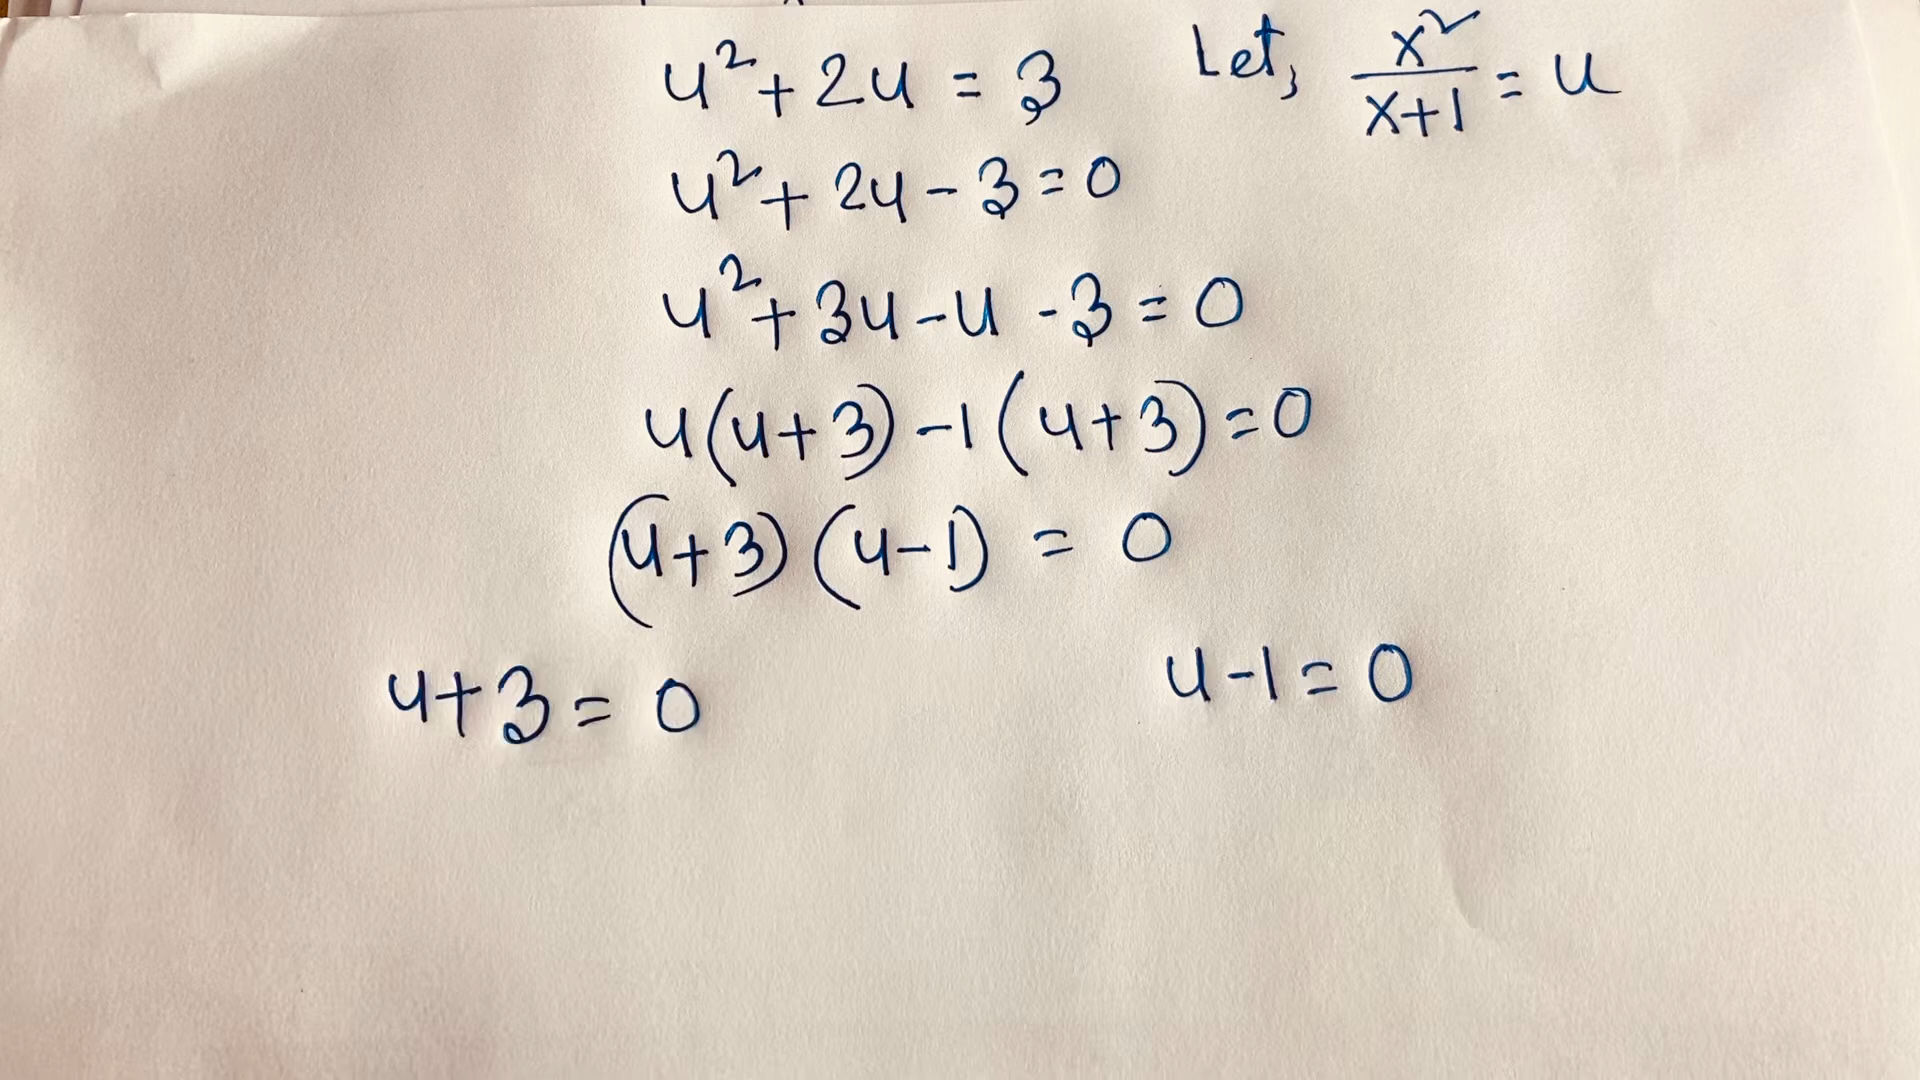 u² + 2u = 3    Let, x²/(x+1) = u
u² + 2u - 3 = 0
u² + 3u - u - 3 = 0
u(u+3) - 1(u+3) = 0
(u+3)(u-1) = 0
u+3 = 0    u-1 = 0